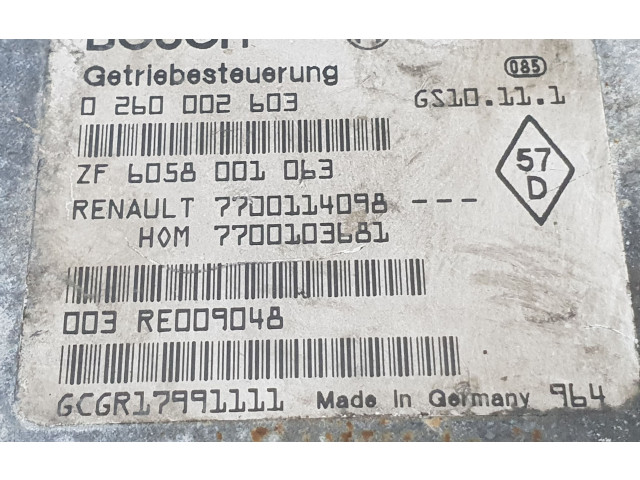 BOSCH
Getriebesteuerung
085
0 260 002 603
GS10.11.1
ZF 6058 001 063
57
D
RENAULT 7700114098 ---
HOM 7700103681
003 RE009048
GCGR17991111 Made in Germany 964